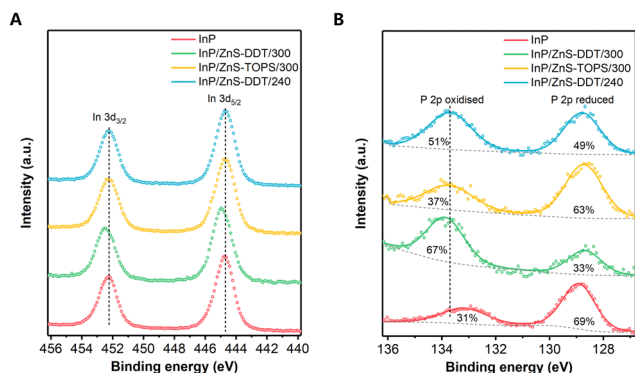 A
InP
InP/ZnS-DDT/300
InP/ZnS-TOPS/300
InP/ZnS-DDT/240
In 3d3/2
In 3d5/2
Intensity (a.u.)
456 454 452 450 448 446 444 442 440
Binding energy (eV)
B
InP
InP/ZnS-DDT/300
InP/ZnS-TOPS/300
InP/ZnS-DDT/240
P 2p oxidised
P 2p reduced
51%
49%
37%
63%
67%
33%
31%
69%
Intensity (a.u.)
136 134 132 130 128
Binding energy (eV)